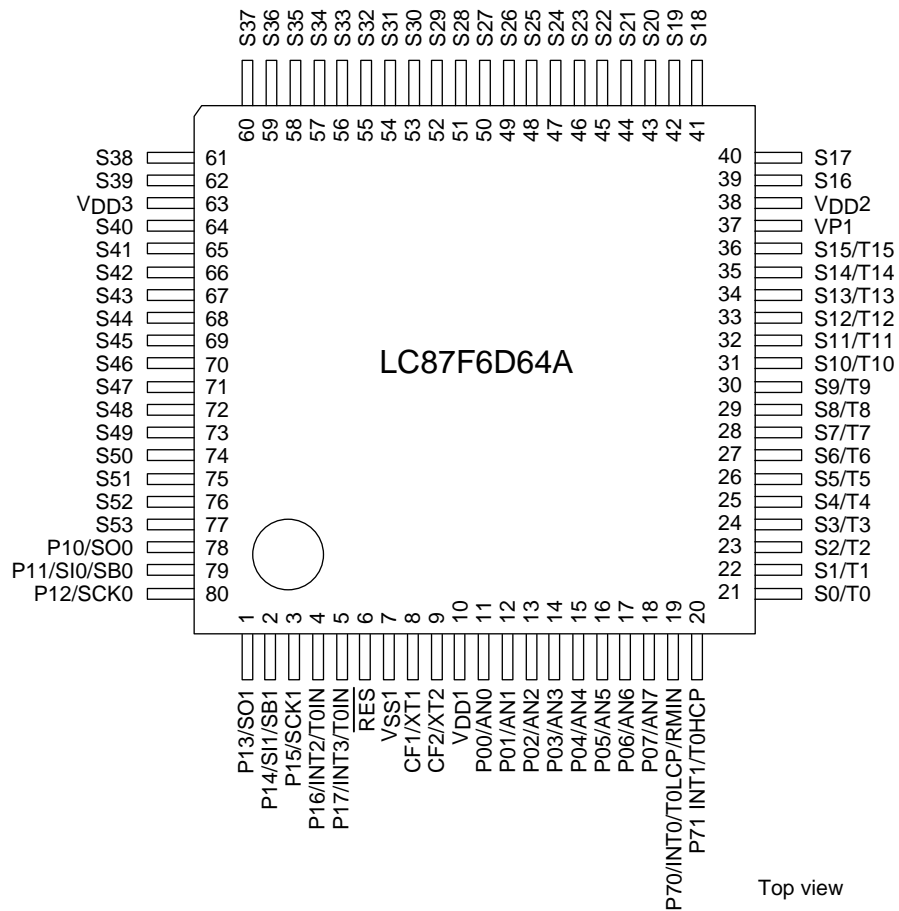 S37 S36 S35 S34 S33 S32 S31 S30 S29 S28 S27 S26 S25 S24 S23 S22 S21 S20 S19 S18
60 59 58 57 56 55 54 53 52 51 50 49 48 47 46 45 44 43 42 41
S38 61 40 S17
S39 62 39 S16
VDD3 63 38 VDD2
S40 64 37 VP1
S41 65 36 S15/T15
S42 66 35 S14/T14
S43 67 34 S13/T13
S44 68 33 S12/T12
S45 69 32 S11/T11
S46 70 31 S10/T10
LC87F6D64A
S47 71 30 S9/T9
S48 72 29 S8/T8
S49 73 28 S7/T7
S50 74 27 S6/T6
S51 75 26 S5/T5
S52 76 25 S4/T4
S53 77 24 S3/T3
P10/SO0 78 23 S2/T2
P11/SI0/SB0 79 22 S1/T1
P12/SCK0 80 21 S0/T0
1 2 3 4 5 6 7 8 9 10 11 12 13 14 15 16 17 18 19 20
P13/SO1
P14/SI1/SB1
P15/SCK1
P16/INT2/T0IN
P17/INT3/T0IN
RES
VSS1
CF1/XT1
CF2/XT2
VDD1
P00/AN0
P01/AN1
P02/AN2
P03/AN3
P04/AN4
P05/AN5
P06/AN6
P07/AN7
P70/INT0/T0LCP/RMIN
P71 INT1/T0HCP
Top view